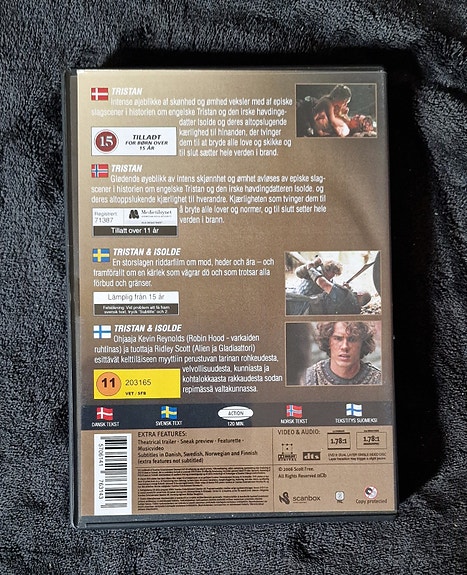 TRISTAN
Intense øjeblikke af skønhed og ømhed veksler med af episke
slagscener i historien om engelske Tristan og den irske høvdinge-
datter Isolde og deres altopslugende
kærlighed til hinanden, der tvinger
dem til at bryde alle love og skikke og
til slut sætter hele verden i brand.
15
TILLADT
FOR BØRN OVER
15 ÅR
TRISTAN
Glødende øyeblikk av intens skjønnhet og ømhet avløses av episke slag-
scener i historien om engelske Tristan og den irske høvdingdatteren Isolde, og
deres altoppslukende kjærlighet til hverandre. Kjærligheten som tvinger dem til
å bryte alle lover og normer, og til slutt setter hele
verden i brann.
Registrert
71387
Medietilsynet
Tillatt over 11 år
TRISTAN & ISOLDE
En storslagen riddarfilm om mod, heder och ära – och
framförallt om en kärlek som vägrar dö och som trotsar alla
förbud och gränser.
Lämplig från 15 år
TRISTAN & ISOLDE
Ohjaaja Kevin Reynolds (Robin Hood - varkaiden
ruhtinas) ja tuottaja Ridley Scott (Alien ja Gladiaattori)
esittävät kelttiläiseen myyttiin perustuvan tarinan rohkeudesta,
velvollisuudesta, kunniasta ja
kohtalokkaasta rakkaudesta sodan
repimässä valtakunnassa.
11
203165
VET / SFB
DANSK TEKST
SVENSK TEXT
ACTION
120 MIN.
NORSK TEKST
TEKSTITYS SUOMEKSI
EXTRA FEATURES:
Theatrical trailer - Sneak preview - Featurette -
Musicvideo
Subtitles in Danish, Swedish, Norwegian and Finnish
(extra features not subtitled)
VIDEO & AUDIO:
1.78:1
1.78:1
DOLBY
DIGITAL
dts
© 2006 Scott Free.
All Rights Reserved
scanbox
Copy protected